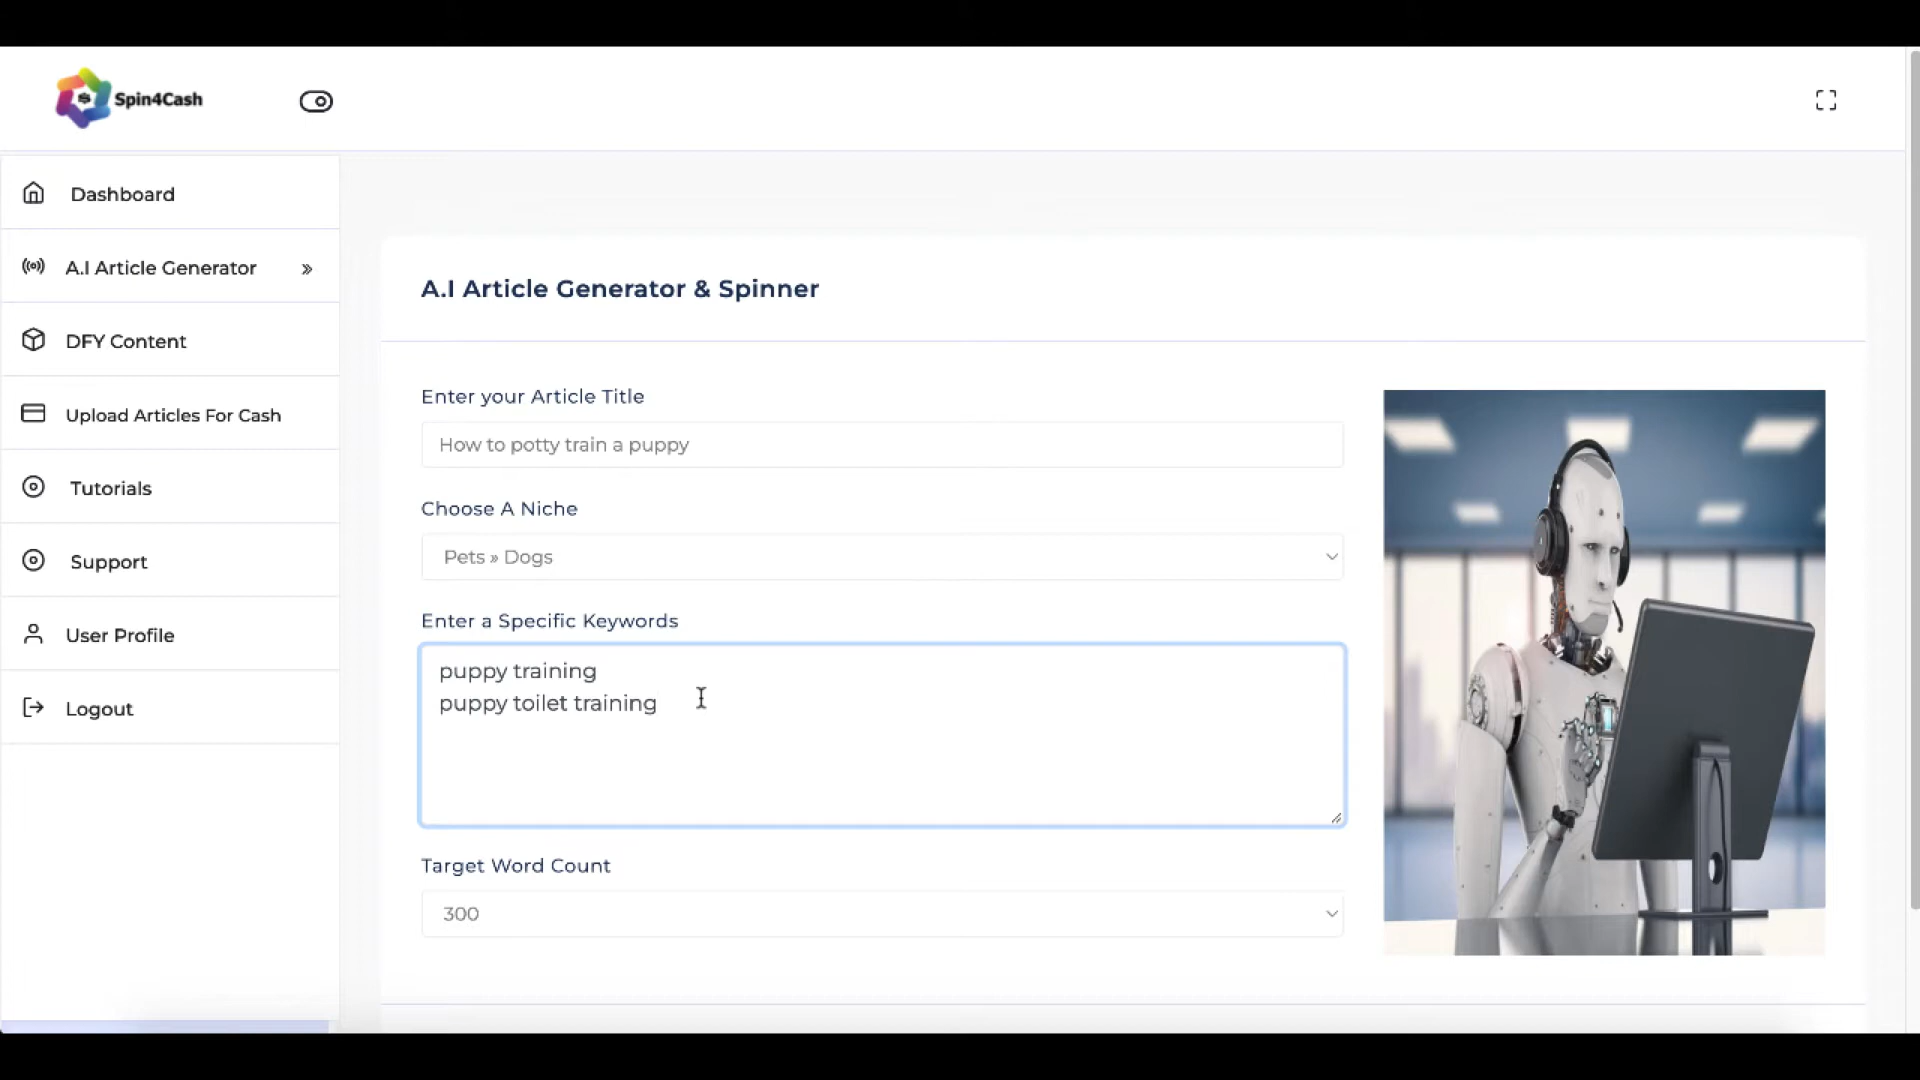 Spin4Cash
Dashboard
A.I Article Generator
DFY Content
Upload Articles For Cash
Tutorials
Support
User Profile
Logout
A.I Article Generator & Spinner
Enter your Article Title
How to potty train a puppy
Choose A Niche
Pets » Dogs
Enter a Specific Keywords
puppy training
puppy toilet training
Target Word Count
300